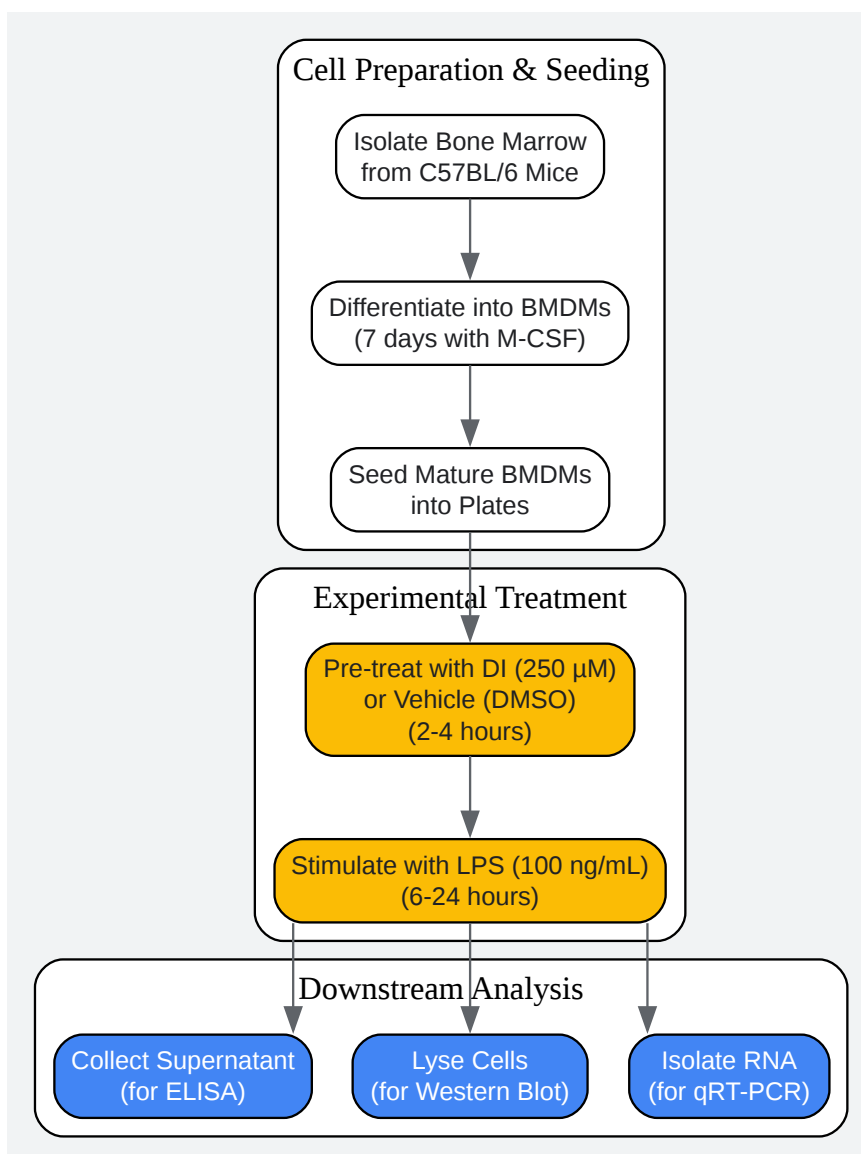 Cell Preparation & Seeding
Isolate Bone Marrow
from C57BL/6 Mice
Differentiate into BMDMs
(7 days with M-CSF)
Seed Mature BMDMs
into Plates
Experimental Treatment
Pre-treat with DI (250 µM)
or Vehicle (DMSO)
(2-4 hours)
Stimulate with LPS (100 ng/mL)
(6-24 hours)
Downstream Analysis
Collect Supernatant
(for ELISA)
Lyse Cells
(for Western Blot)
Isolate RNA
(for qRT-PCR)